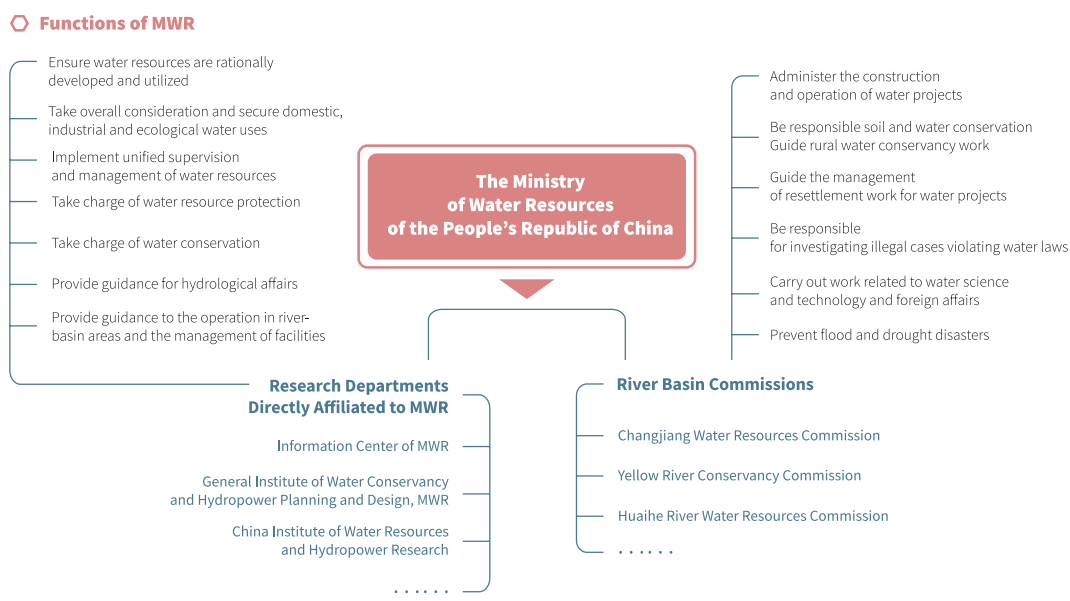 Functions of MWR
Ensure water resources are rationally
developed and utilized
Take overall consideration and secure domestic,
industrial and ecological water uses
Implement unified supervision
and management of water resources
Take charge of water resource protection
Take charge of water conservation
Provide guidance for hydrological affairs
Provide guidance to the operation in river-
basin areas and the management of facilities
The Ministry
of Water Resources
of the People's Republic of China
Administer the construction
and operation of water projects
Be responsible soil and water conservation
Guide rural water conservancy work
Guide the management
of resettlement work for water projects
Be responsible
for investigating illegal cases violating water laws
Carry out work related to water science
and technology and foreign affairs
Prevent flood and drought disasters
Research Departments
Directly Affiliated to MWR
Information Center of MWR
General Institute of Water Conservancy
and Hydropower Planning and Design, MWR
China Institute of Water Resources
and Hydropower Research
. . . . . .
River Basin Commissions
Changjiang Water Resources Commission
Yellow River Conservancy Commission
Huaihe River Water Resources Commission
. . . . . .